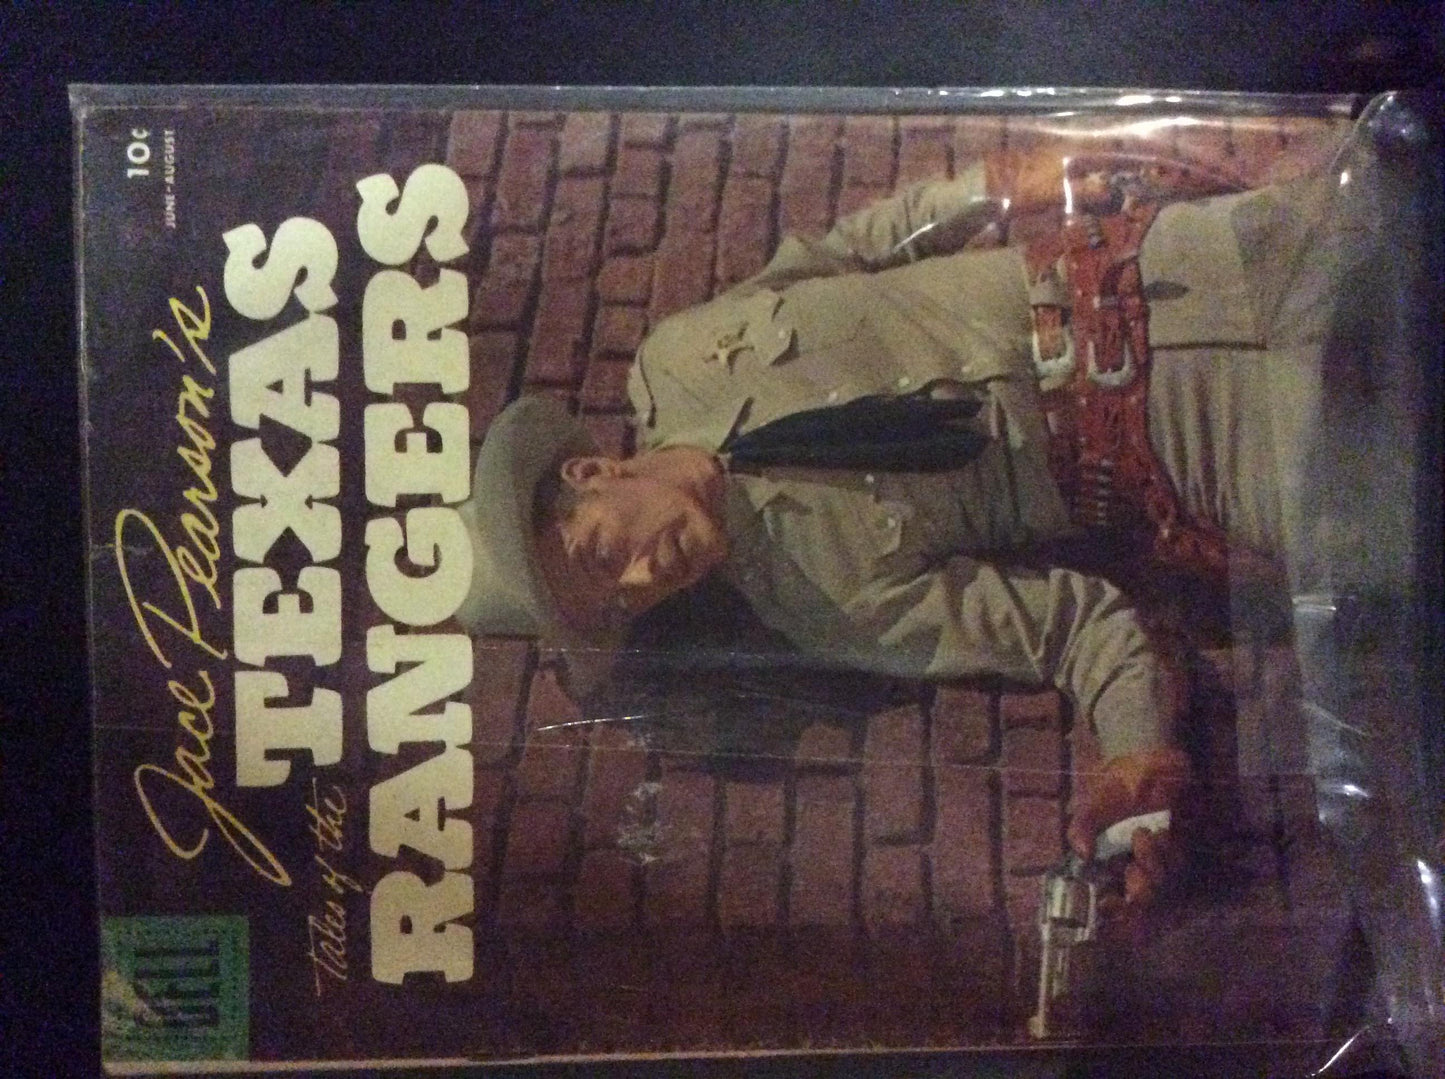 DELL
10¢
JUNE-AUGUST
Jace Pearson's
Tales of the TEXAS
RANGERS